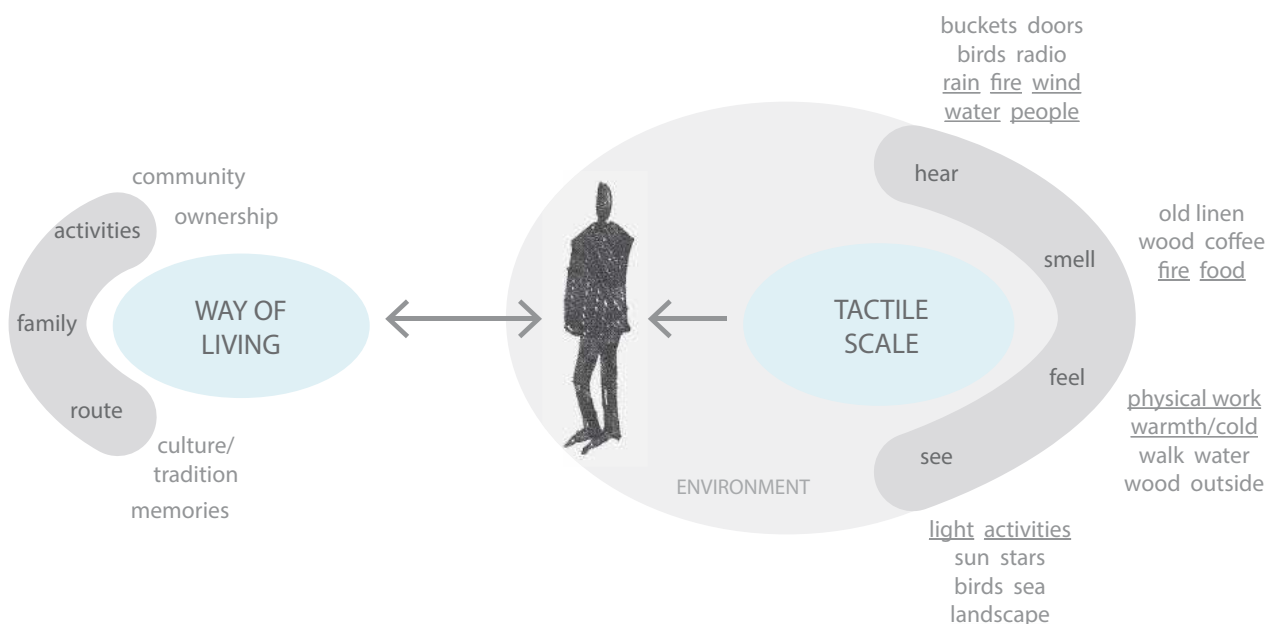 community
ownership
activities
family
route
culture/
tradition
memories
WAY OF
LIVING
TACTILE
SCALE
ENVIRONMENT
hear
smell
feel
see
buckets doors
birds radio
rain fire wind
water people
old linen
wood coffee
fire food
physical work
warmth/cold
walk water
wood outside
light activities
sun stars
birds sea
landscape